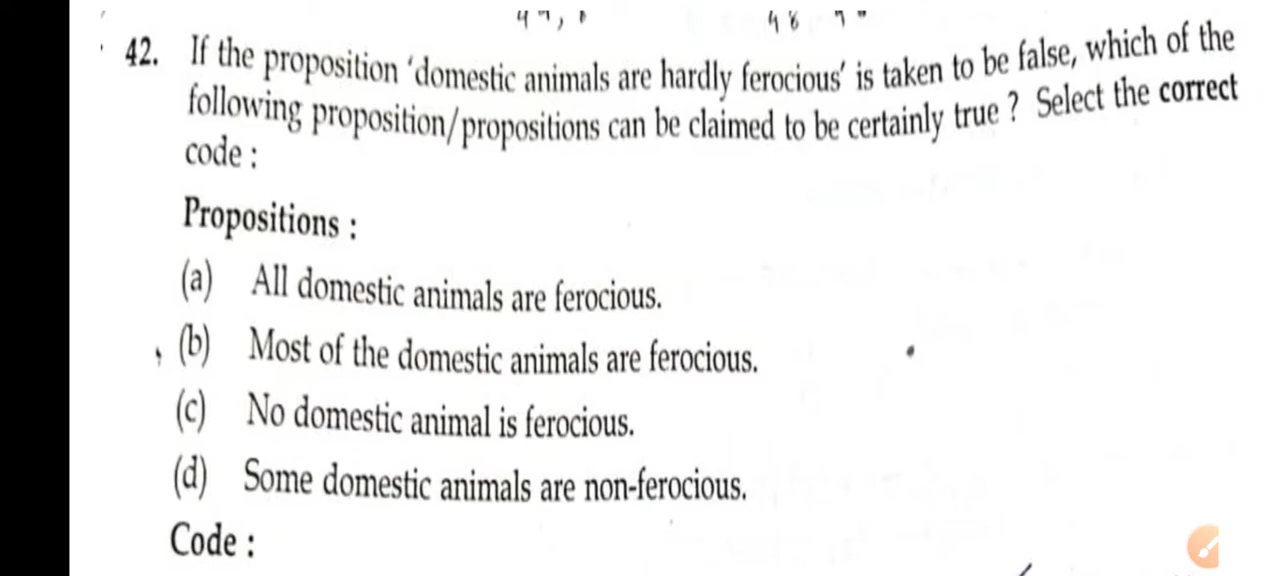 42. If the proposition 'domestic animals are hardly ferocious' is taken to be false, which of the
following proposition/propositions can be claimed to be certainly true ? Select the correct
code :
Propositions :
(a) All domestic animals are ferocious.
(b) Most of the domestic animals are ferocious.
(c) No domestic animal is ferocious.
(d) Some domestic animals are non-ferocious.
Code :